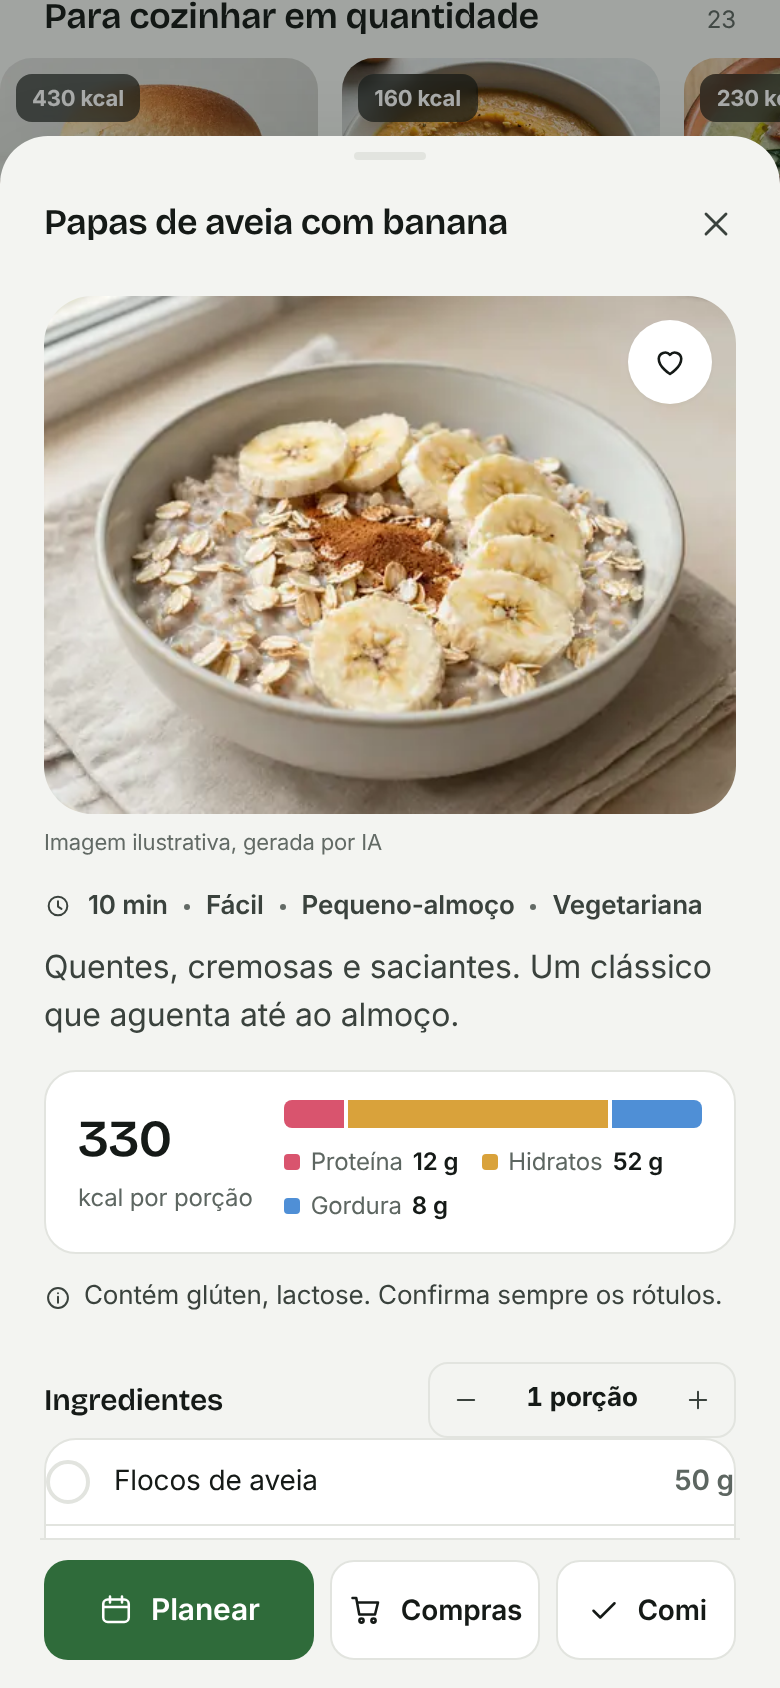 Para cozinhar em quantidade 23
430 kcal 160 kcal 230 kc
Papas de aveia com banana
Imagem ilustrativa, gerada por IA
10 min • Fácil • Pequeno-almoço • Vegetariana
Quentes, cremosas e saciantes. Um clássico
que aguenta até ao almoço.
330
kcal por porção
Proteína 12 g Hidratos 52 g
Gordura 8 g
Contém glúten, lactose. Confirma sempre os rótulos.
Ingredientes
1 porção
Flocos de aveia 50 g
Planear Compras Comi